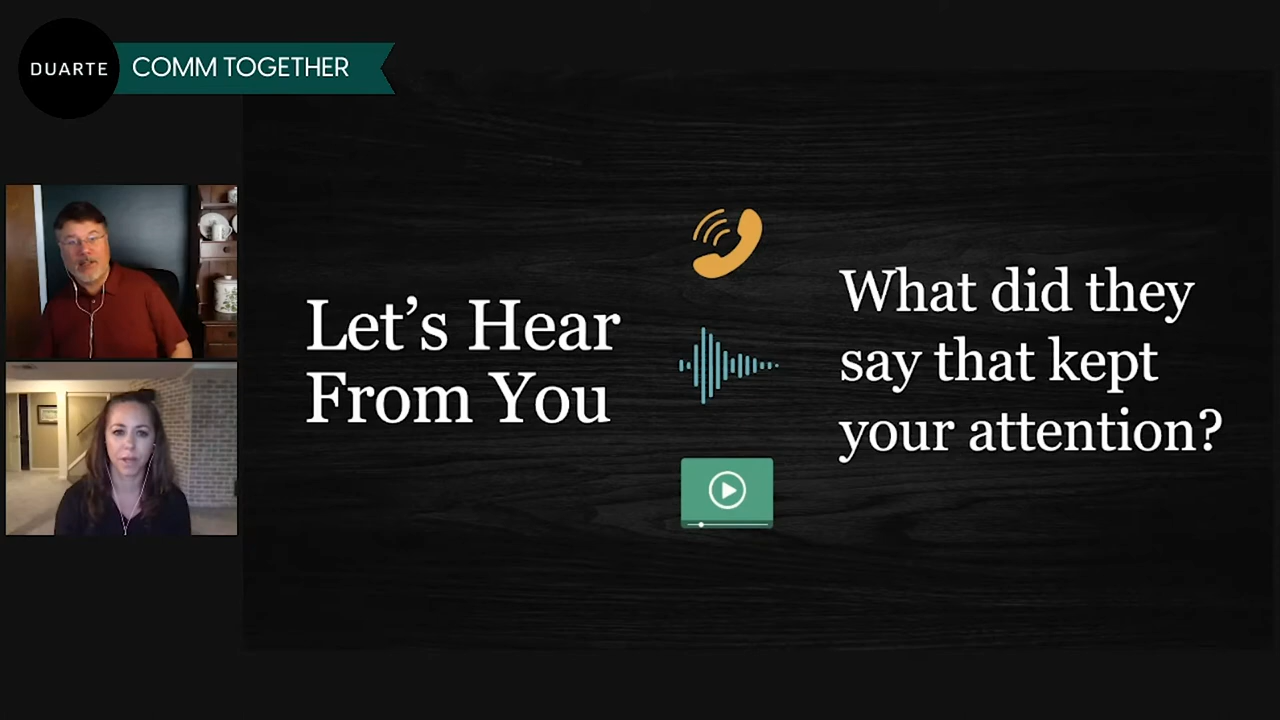 DUARTE
COMM TOGETHER
Let’s Hear
From You
What did they
say that kept
your attention?